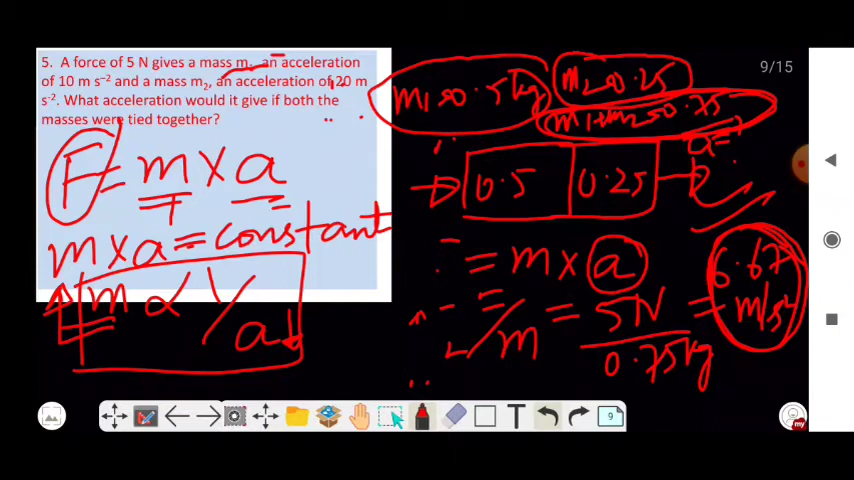 5. A force of 5 N gives a mass m1, an acceleration
of 10 m s⁻² and a mass m2, an acceleration of 20 m
s⁻². What acceleration would it give if both the
masses were tied together?
F = m × a
m × a = constant
↑ m ∝ 1/a ↓
9/15
m1 = 0.5 kg
m2 = 0.25
m1+m2 = 0.75
a = ?
0.5 0.25
= m × a
/m = 5N / 0.75kg = 6.67 m/s²
T
9
my